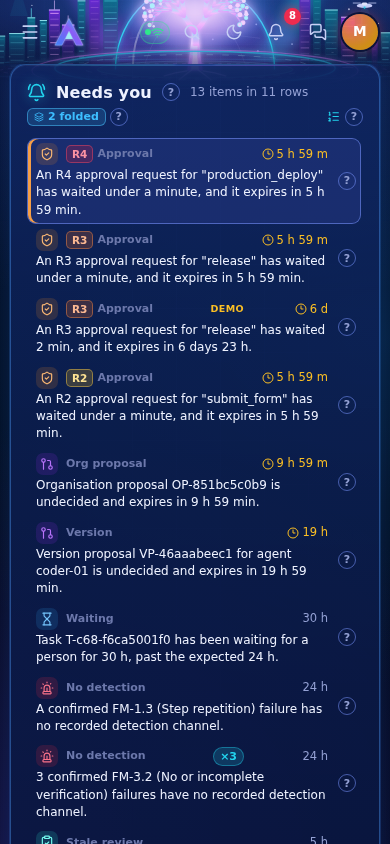 8
M
Needs you ? 13 items in 11 rows
2 folded ? ?
R4 Approval 5 h 59 m
An R4 approval request for "production_deploy"
has waited under a minute, and it expires in 5 h
59 min.
?
R3 Approval 5 h 59 m
An R3 approval request for "release" has waited
under a minute, and it expires in 5 h 59 min.
?
R3 Approval DEMO 6 d
An R3 approval request for "release" has waited
2 min, and it expires in 6 days 23 h.
?
R2 Approval 5 h 59 m
An R2 approval request for "submit_form" has
waited under a minute, and it expires in 5 h 59
min.
?
Org proposal 9 h 59 m
Organisation proposal OP-851bc5c0b9 is
undecided and expires in 9 h 59 min.
?
Version 19 h
Version proposal VP-46aaabeec1 for agent
coder-01 is undecided and expires in 19 h 59
min.
?
Waiting 30 h
Task T-c68-f6ca5001f0 has been waiting for a
person for 30 h, past the expected 24 h.
?
No detection 24 h
A confirmed FM-1.3 (Step repetition) failure has
no recorded detection channel.
?
No detection ×3 24 h
3 confirmed FM-3.2 (No or incomplete
verification) failures have no recorded detection
channel.
?
Stale review 5 h